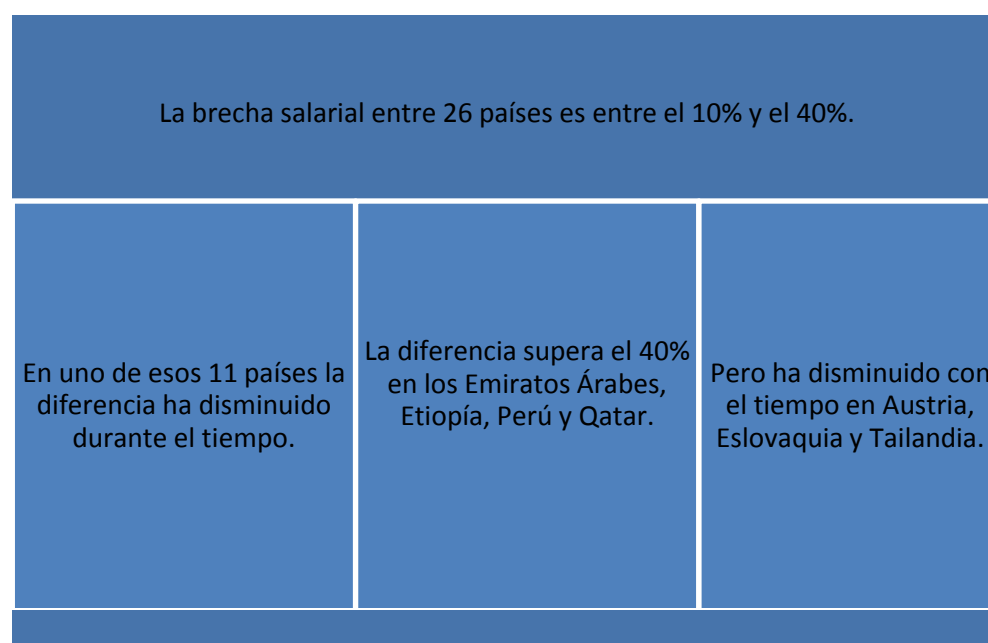 La brecha salarial entre 26 países es entre el 10% y el 40%.
En uno de esos 11 países la
diferencia ha disminuido
durante el tiempo.
La diferencia supera el 40%
en los Emiratos Árabes,
Etiopía, Perú y Qatar.
Pero ha disminuido con
el tiempo en Austria,
Eslovaquia y Tailandia.